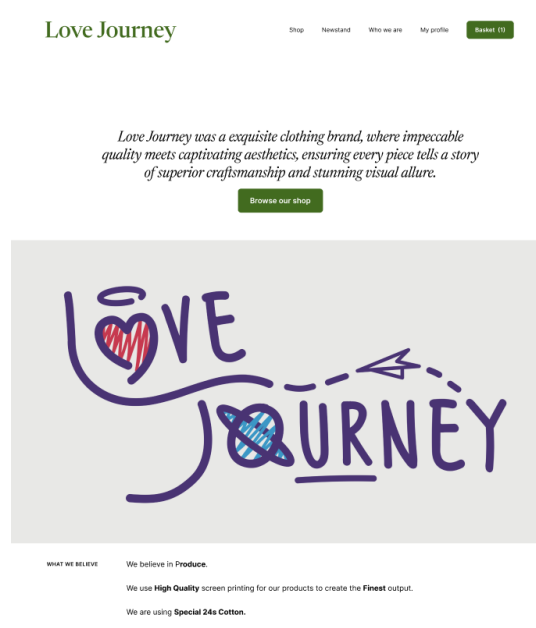 Love Journey
Shop Newstand Who we are My profile Basket (1)
Love Journey was a exquisite clothing brand, where impeccable
quality meets captivating aesthetics, ensuring every piece tells a story
of superior craftsmanship and stunning visual allure.
Browse our shop
LOVE
JOURNEY
WHAT WE BELIEVE
We believe in Produce.
We use High Quality screen printing for our products to create the Finest output.
We are using Special 24s Cotton.